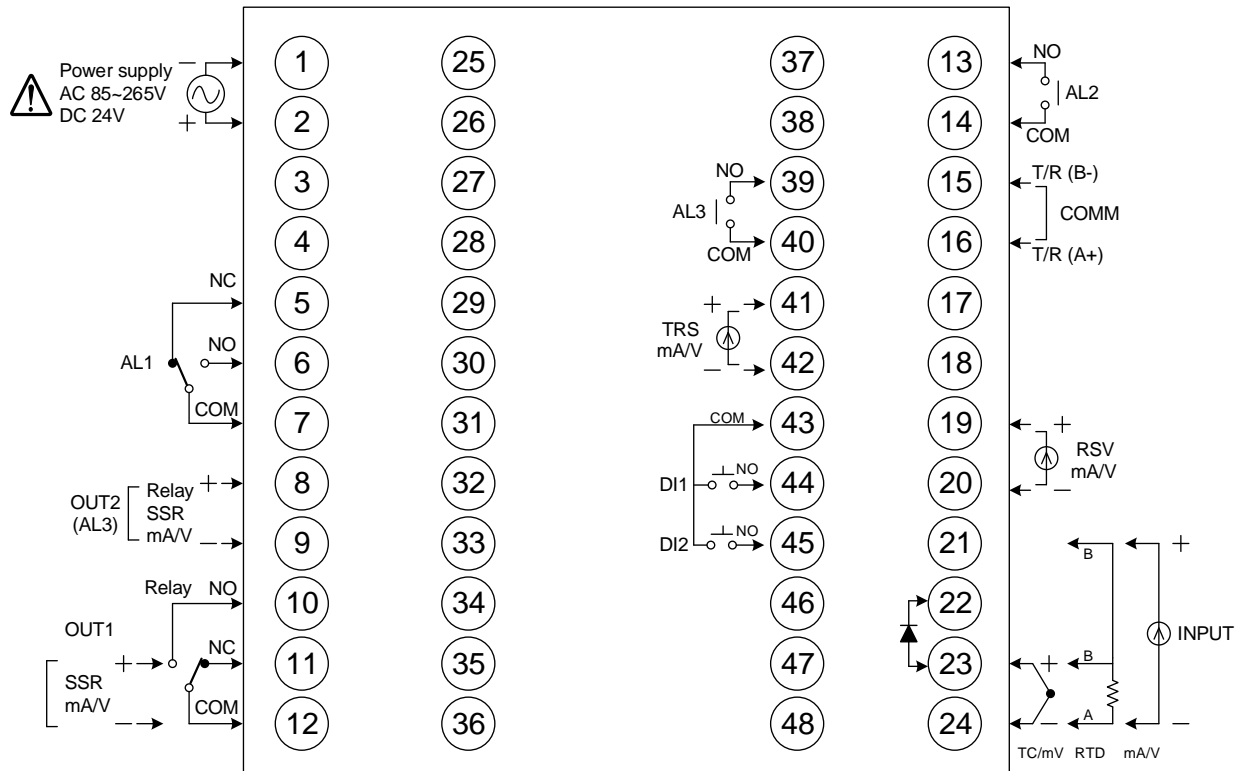 1 25 37 13
2 26 38 14
3 27 39 15
4 28 40 16
5 29 41 17
6 30 42 18
7 31 43 19
8 32 44 20
9 33 45 21
10 34 46 22
11 35 47 23
12 36 48 24
− Power supply
AC 85~265V
DC 24V
+
NC
AL1 NO
COM
OUT2 (AL3)
Relay +
SSR
mA/V −
Relay NO
OUT1
NC
+
SSR
mA/V
− COM
NO
AL3
COM
+
TRS
mA/V
−
COM
DI1 NO
DI2 NO
NO
AL2
COM
T/R (B-)
COMM
T/R (A+)
+
RSV
mA/V
−
B +
INPUT
+ B
− A −
TC/mV RTD mA/V